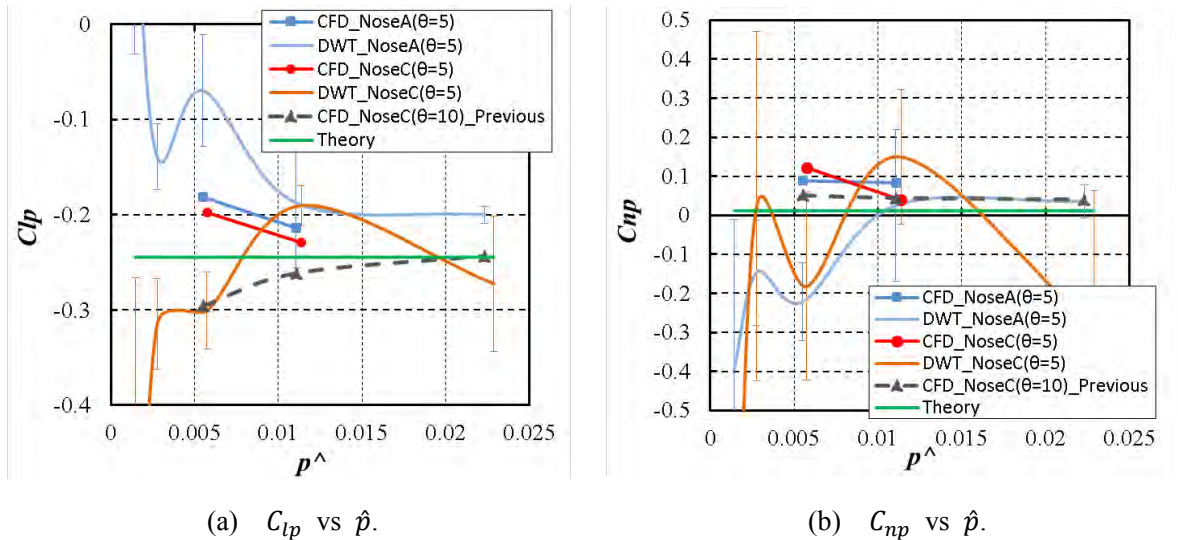 0
-0.1
-0.2
-0.3
-0.4
Clp
CFD_NoseA(θ=5)
DWT_NoseA(θ=5)
CFD_NoseC(θ=5)
DWT_NoseC(θ=5)
CFD_NoseC(θ=10)_Previous
Theory
0 0.005 0.01 0.015 0.02 0.025
p^
(a) C_{lp} vs p̂.
0.5
0.4
0.3
0.2
0.1
0
-0.1
-0.2
-0.3
-0.4
-0.5
Cnp
CFD_NoseA(θ=5)
DWT_NoseA(θ=5)
CFD_NoseC(θ=5)
DWT_NoseC(θ=5)
CFD_NoseC(θ=10)_Previous
Theory
0 0.005 0.01 0.015 0.02 0.025
p^
(b) C_{np} vs p̂.